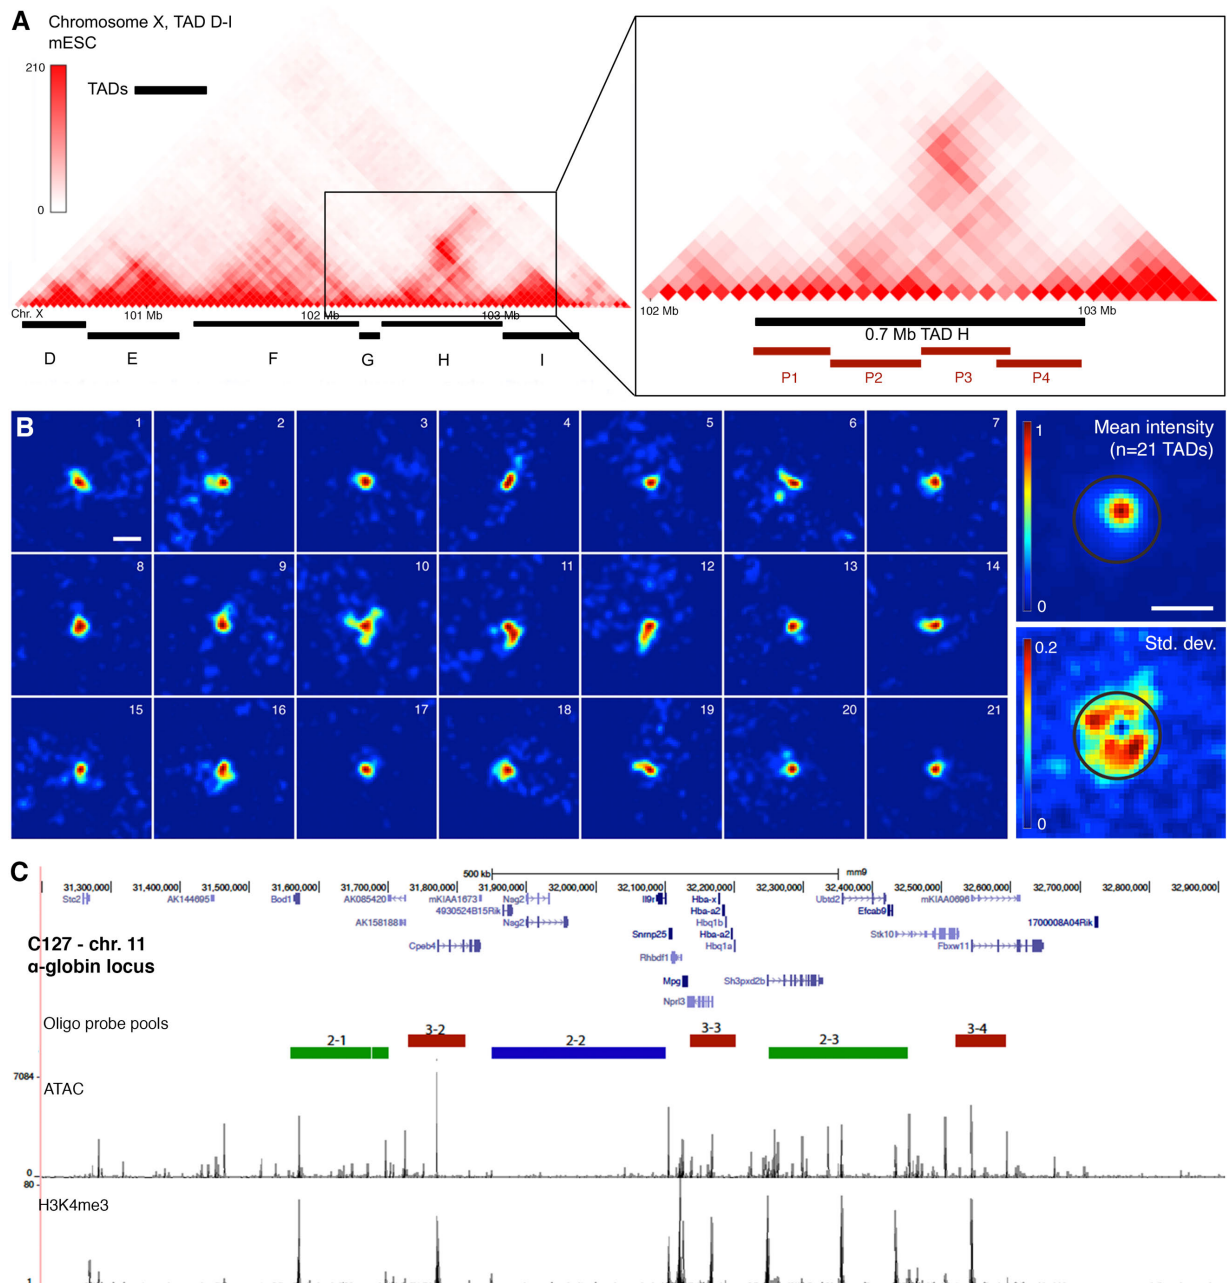 A
Chromosome X, TAD D-I
mESC
210
TADs
0
Chr. X
101 Mb
102 Mb
103 Mb
D
E
F
G
H
I
102 Mb
103 Mb
0.7 Mb TAD H
P1
P2
P3
P4
B
1
2
3
4
5
6
7
8
9
10
11
12
13
14
15
16
17
18
19
20
21
1
Mean intensity
(n=21 TADs)
0
0.2
Std. dev.
0
C
500 kb
mm9
31,300,000
31,400,000
31,500,000
31,600,000
31,700,000
31,800,000
31,900,000
32,000,000
32,100,000
32,200,000
32,300,000
32,400,000
32,500,000
32,600,000
32,700,000
32,800,000
32,900,000
Stc2
AK144695
Bod1
AK085420
mKIAA1673
Nsg2
Il9r
Hba-x
Ubtd2
mKIAA0696
4930524B15Rik
Hba-a2
Efcab9
AK158188
Nsg2
Hbq1b
1700008A04Rik
C127 - chr. 11
α-globin locus
Snrnp25
Hba-a2
Stk10
Cpeb4
Hbq1a
Fbxw11
Rhbdf1
Mpg
Sh3pxd2b
Nprl3
Oligo probe pools
2-1
3-2
2-2
3-3
2-3
3-4
7084
ATAC
0
80
H3K4me3
1